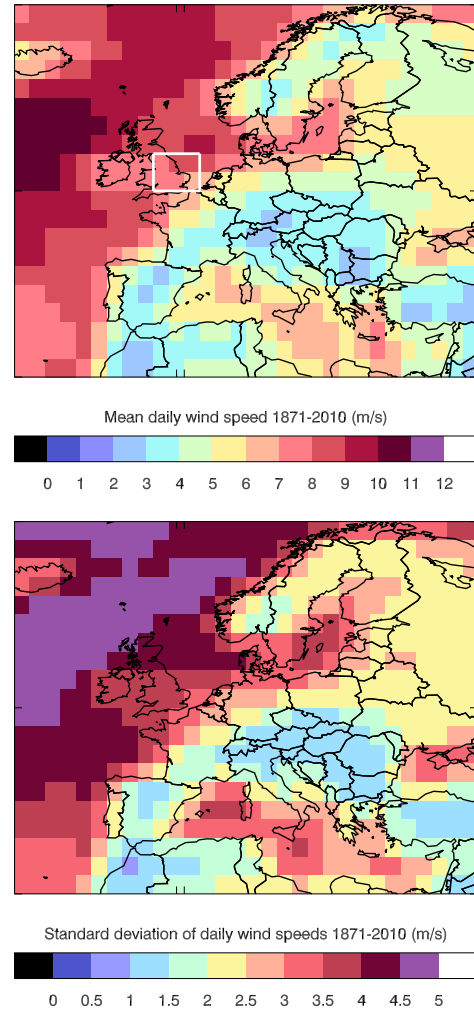 Mean daily wind speed 1871-2010 (m/s)
0 1 2 3 4 5 6 7 8 9 10 11 12
Standard deviation of daily wind speeds 1871-2010 (m/s)
0 0.5 1 1.5 2 2.5 3 3.5 4 4.5 5